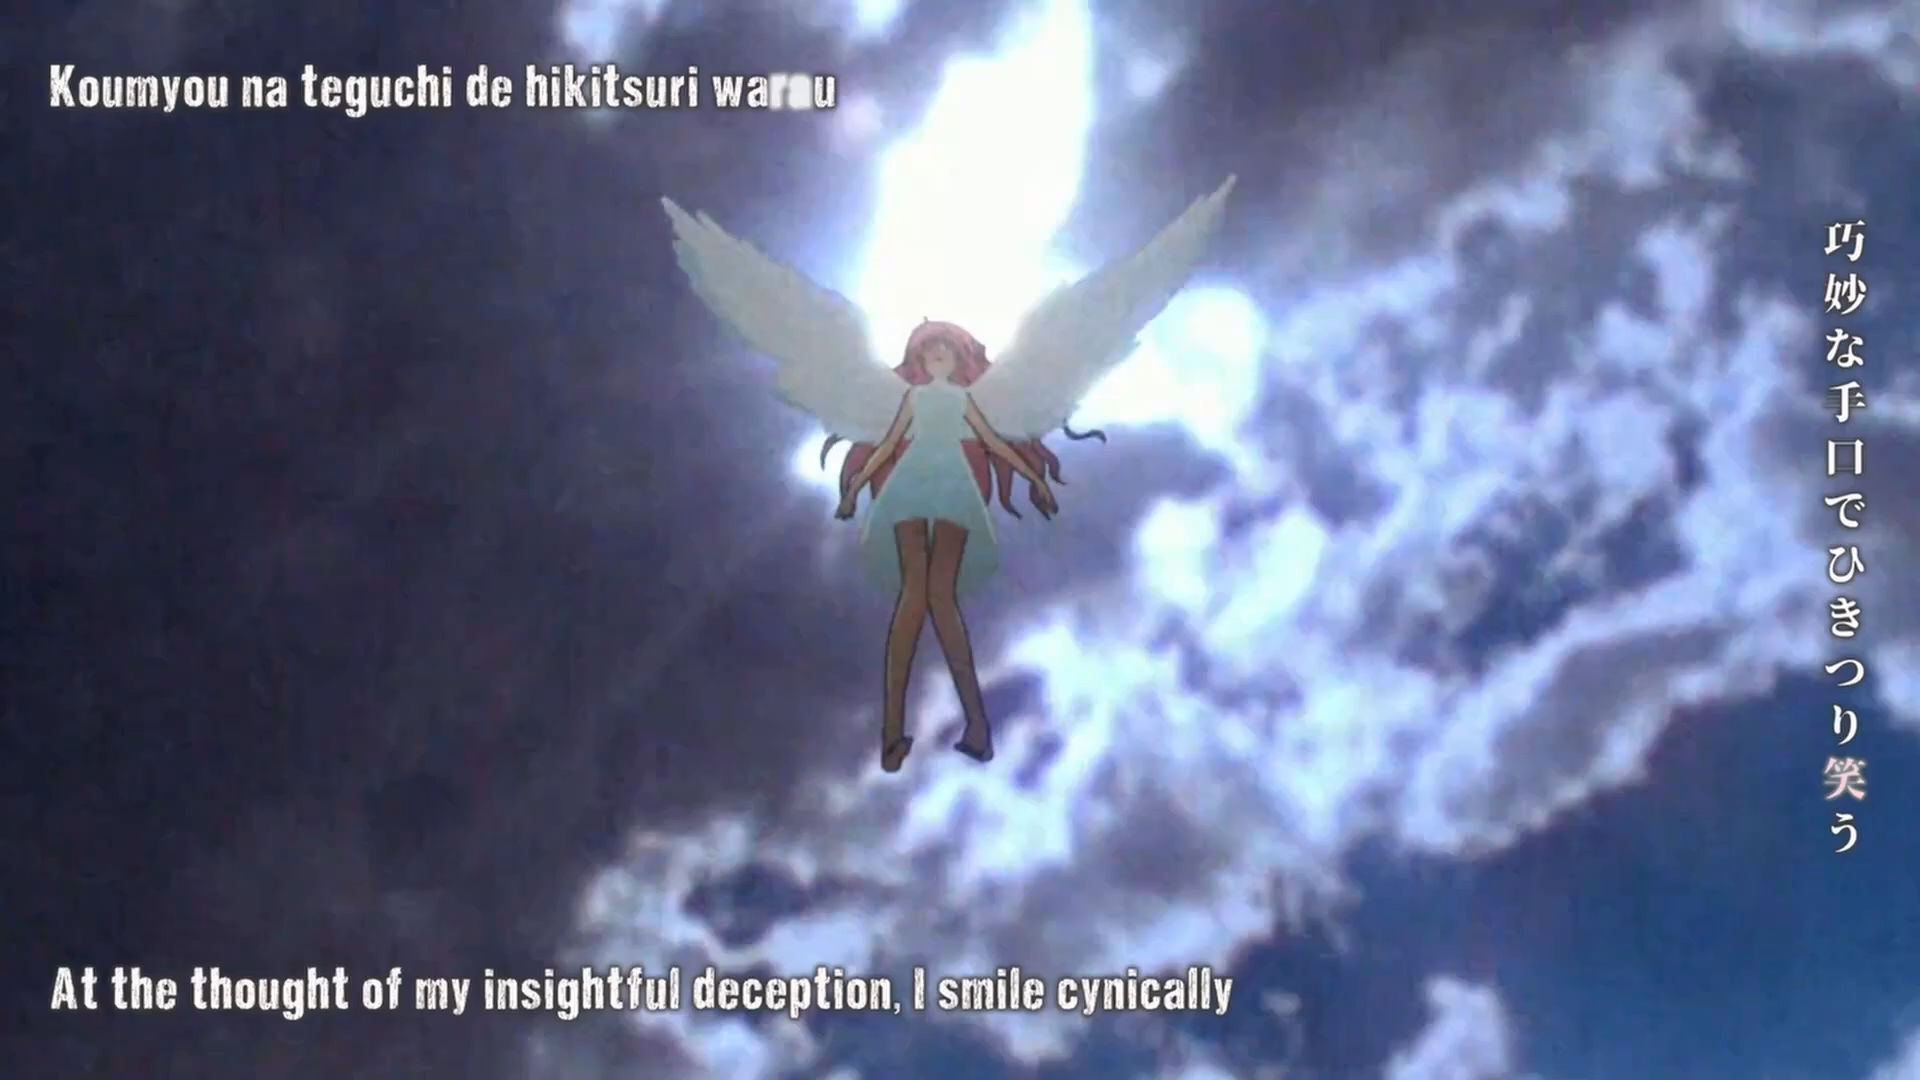 Koumyou na teguchi de hikitsuri warau
巧妙な手口でひきつり笑う
At the thought of my insightful deception, I smile cynically